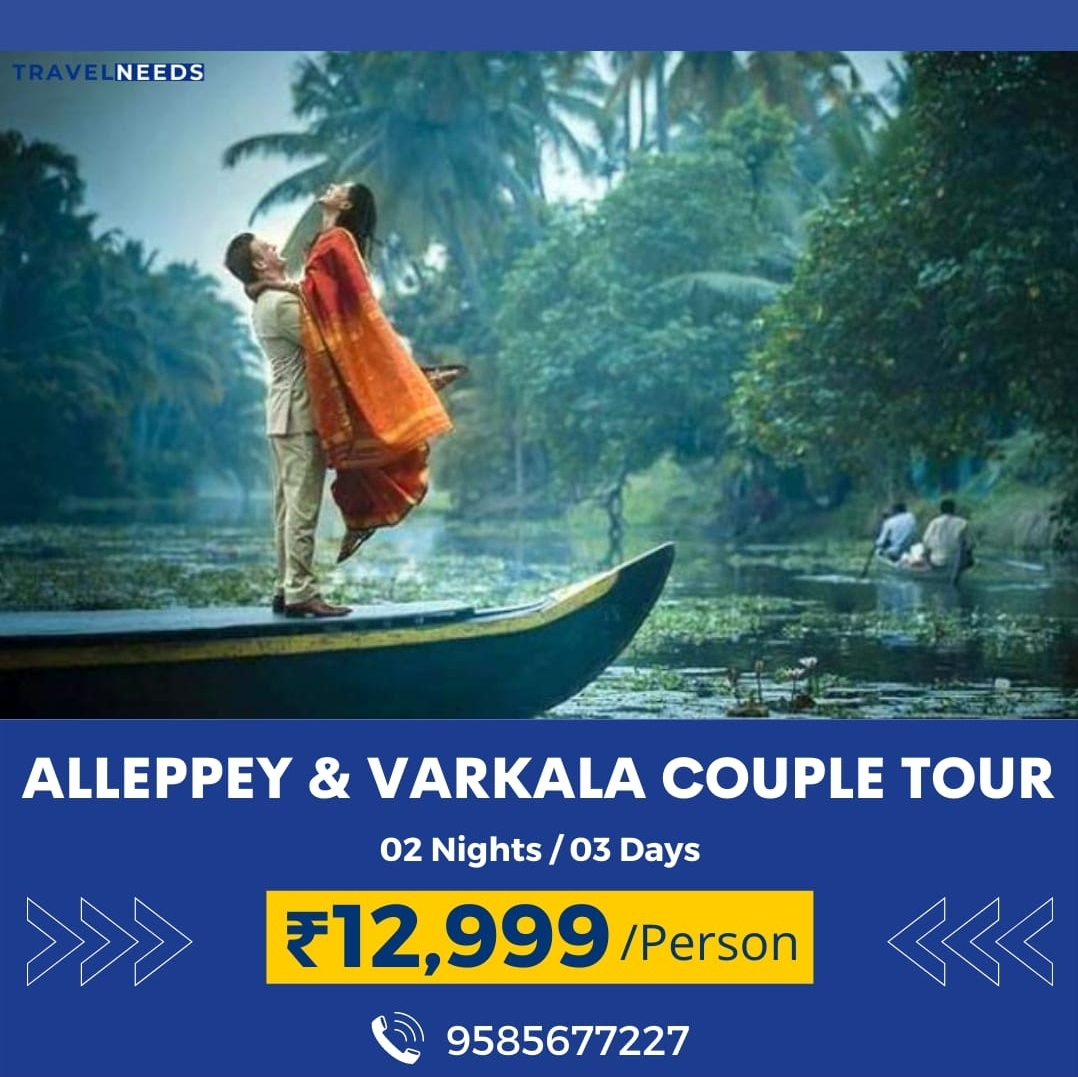 TRAVELNEEDS
ALLEPPEY & VARKALA COUPLE TOUR
02 Nights / 03 Days
₹12,999 /Person
9585677227